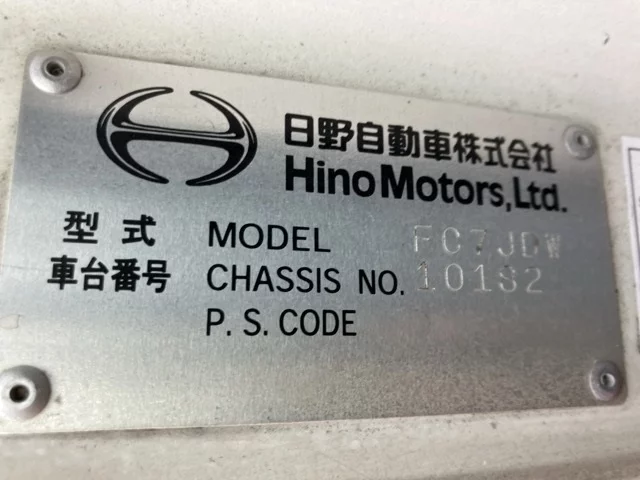 日野自動車株式会社
Hino Motors, Ltd.
型式 MODEL FC7JDW
車台番号 CHASSIS NO. 10182
P. S. CODE